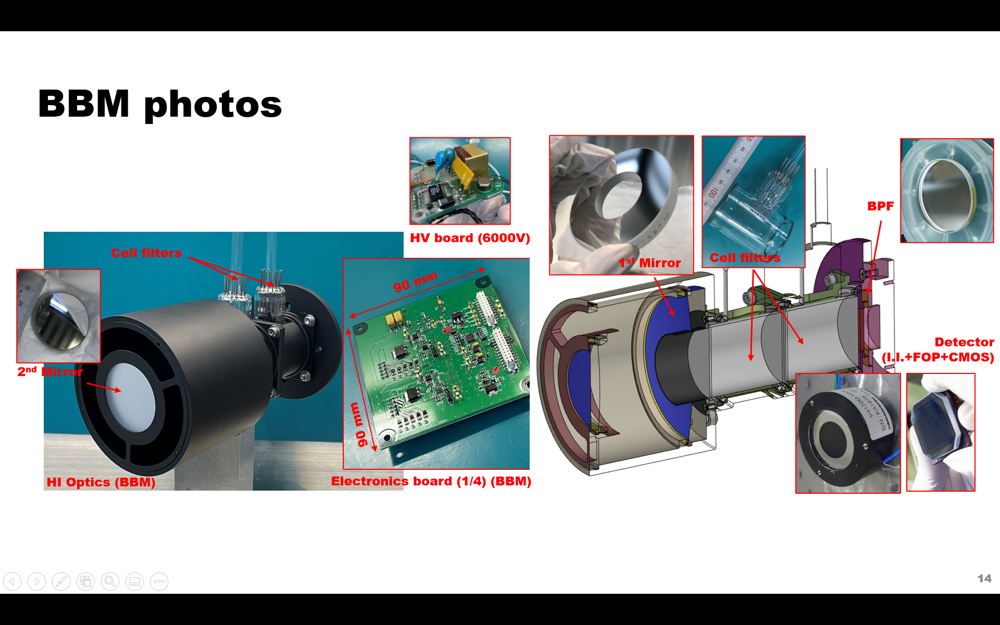 BBM photos
HV board (6000V)
Cell filters
2nd Mirror
HI Optics (BBM)
90 mm
90 mm
Electronics board (1/4) (BBM)
1st Mirror
Cell filters
100
BPF
Detector
(I.I.+FOP+CMOS)
14